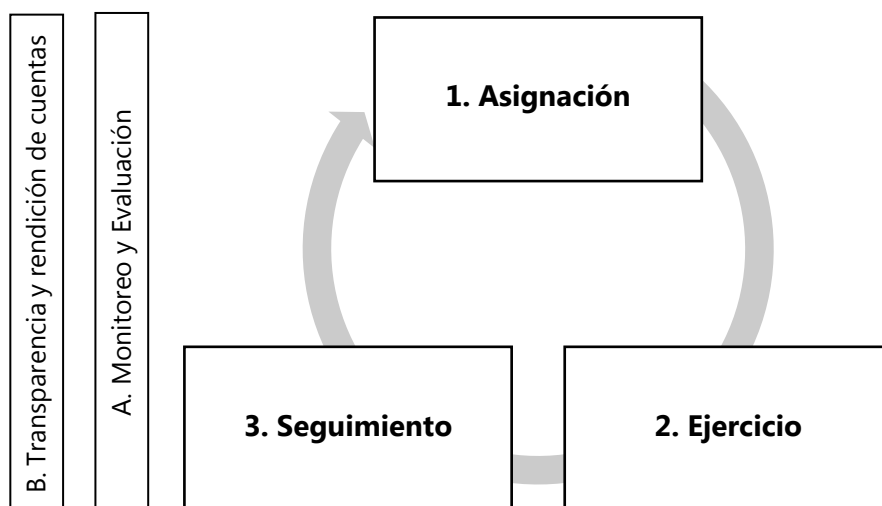 B. Transparencia y rendición de cuentas
A. Monitoreo y Evaluación
1. Asignación
3. Seguimiento
2. Ejercicio